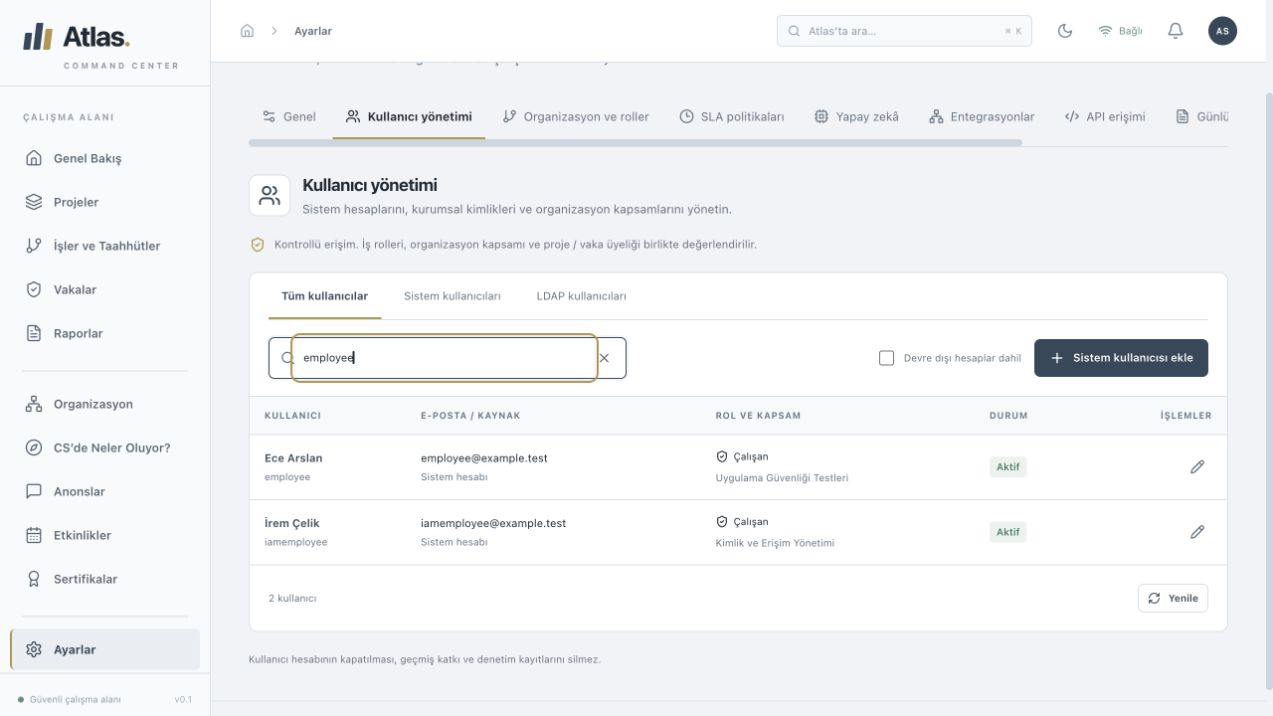 Atlas.
COMMAND CENTER
ÇALIŞMA ALANI
Genel Bakış
Projeler
İşler ve Taahhütler
Vakalar
Raporlar
Organizasyon
CS'de Neler Oluyor?
Anonslar
Etkinlikler
Sertifikalar
Ayarlar
Güvenli çalışma alanı v0.1
Ayarlar
Atlas'ta ara... K
Bağlı
AS
Genel
Kullanıcı yönetimi
Organizasyon ve roller
SLA politikaları
Yapay zekâ
Entegrasyonlar
</> API erişimi
Günlü
Kullanıcı yönetimi
Sistem hesaplarını, kurumsal kimlikleri ve organizasyon kapsamlarını yönetin.
Kontrollü erişim. İş rolleri, organizasyon kapsamı ve proje / vaka üyeliği birlikte değerlendirilir.
Tüm kullanıcılar Sistem kullanıcıları LDAP kullanıcıları
employee
Devre dışı hesaplar dahil
+ Sistem kullanıcısı ekle
KULLANICI E-POSTA / KAYNAK ROL VE KAPSAM DURUM İŞLEMLER
Ece Arslan employee@example.test Çalışan Aktif
employee Sistem hesabı Uygulama Güvenliği Testleri
İrem Çelik iamemployee@example.test Çalışan Aktif
iamemployee Sistem hesabı Kimlik ve Erişim Yönetimi
2 kullanıcı
Yenile
Kullanıcı hesabının kapatılması, geçmiş katkı ve denetim kayıtlarını silmez.